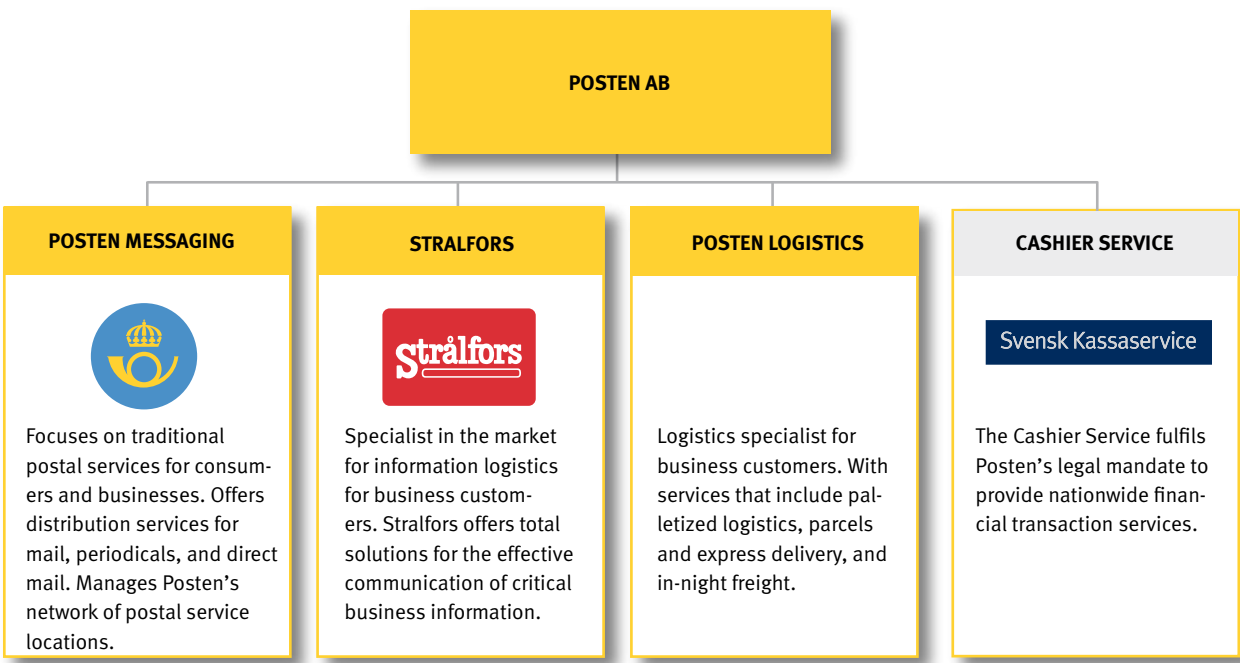 POSTEN AB
POSTEN MESSAGING
Focuses on traditional
postal services for consum-
ers and businesses. Offers
distribution services for
mail, periodicals, and direct
mail. Manages Posten’s
network of postal service
locations.
STRALFORS
Strålfors
Specialist in the market
for information logistics
for business custom-
ers. Stralfors offers total
solutions for the effective
communication of critical
business information.
POSTEN LOGISTICS
Logistics specialist for
business customers. With
services that include pal-
letized logistics, parcels
and express delivery, and
in-night freight.
CASHIER SERVICE
Svensk Kassaservice
The Cashier Service fulfils
Posten’s legal mandate to
provide nationwide finan-
cial transaction services.